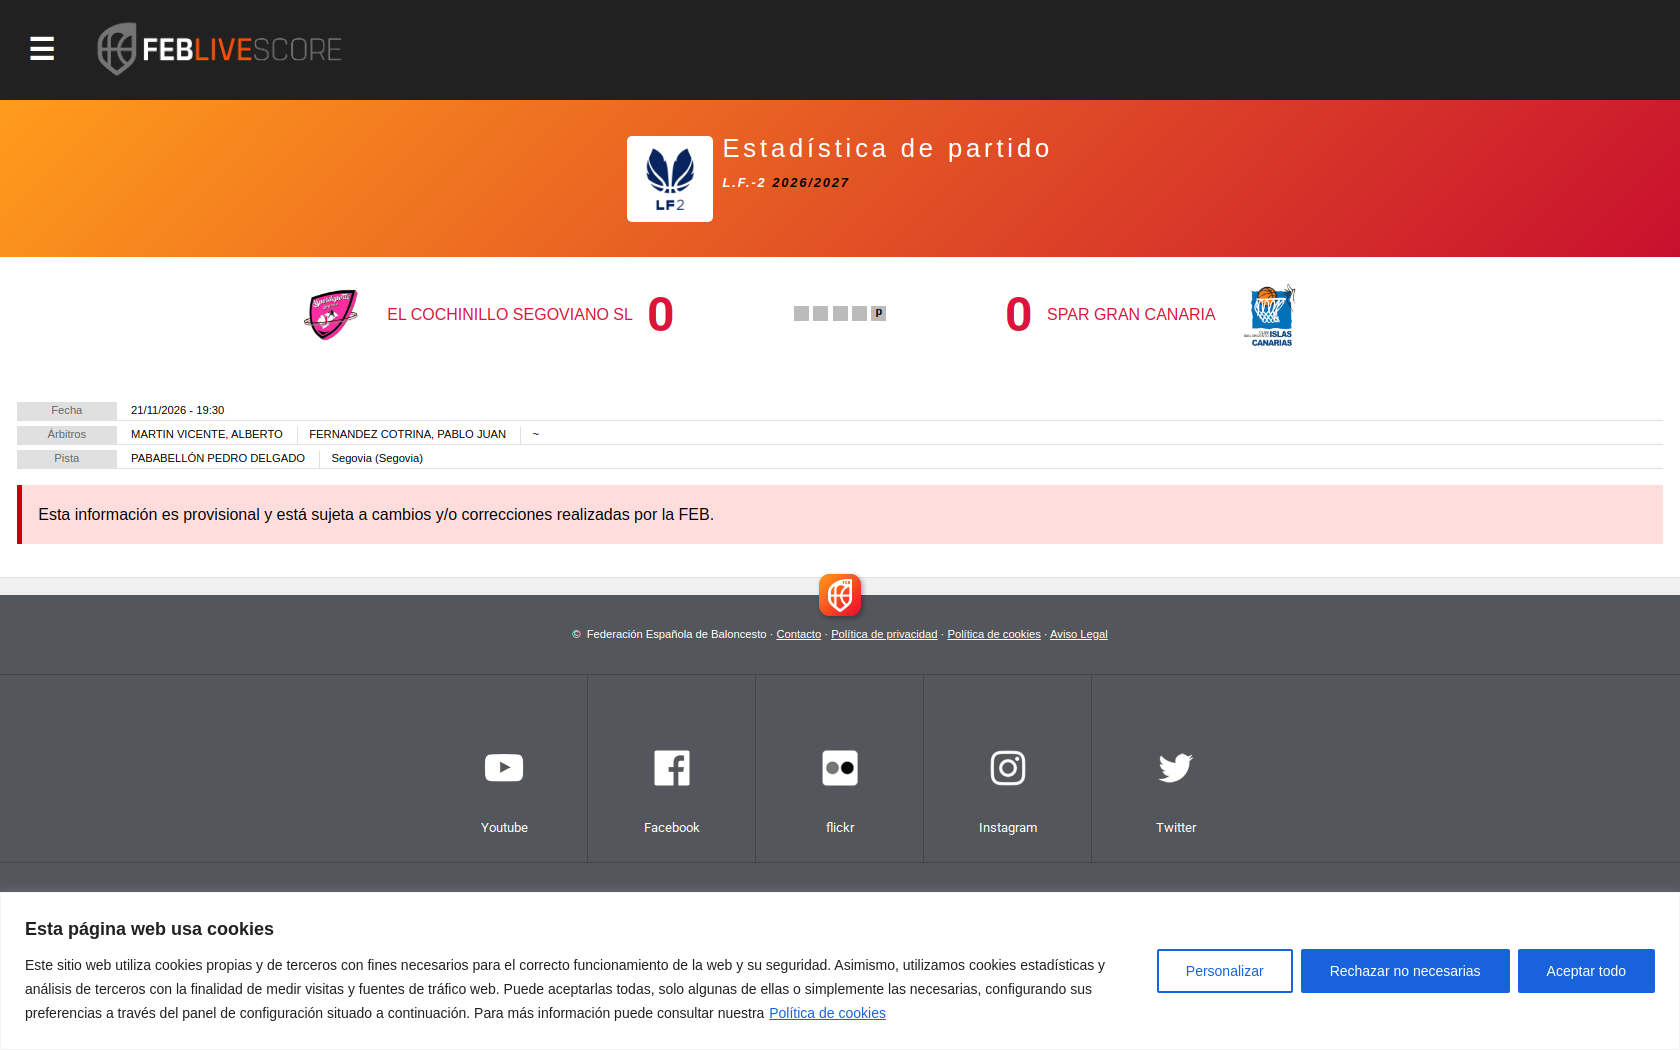 FEBLIVESCORE
Estadística de partido
LF2
L.F.-2 2026/2027
EL COCHINILLO SEGOVIANO SL 0
p
0 SPAR GRAN CANARIA
ISLAS
CANARIAS
Fecha 21/11/2026 - 19:30
Árbitros MARTIN VICENTE, ALBERTO FERNANDEZ COTRINA, PABLO JUAN ~
Pista PABABELLÓN PEDRO DELGADO Segovia (Segovia)
Esta información es provisional y está sujeta a cambios y/o correcciones realizadas por la FEB.
© Federación Española de Baloncesto · Contacto · Política de privacidad · Política de cookies · Aviso Legal
Youtube
Facebook
flickr
Instagram
Twitter
Esta página web usa cookies
Este sitio web utiliza cookies propias y de terceros con fines necesarios para el correcto funcionamiento de la web y su seguridad. Asimismo, utilizamos cookies estadísticas y
análisis de terceros con la finalidad de medir visitas y fuentes de tráfico web. Puede aceptarlas todas, solo algunas de ellas o simplemente las necesarias, configurando sus
preferencias a través del panel de configuración situado a continuación. Para más información puede consultar nuestra Política de cookies
Personalizar
Rechazar no necesarias
Aceptar todo